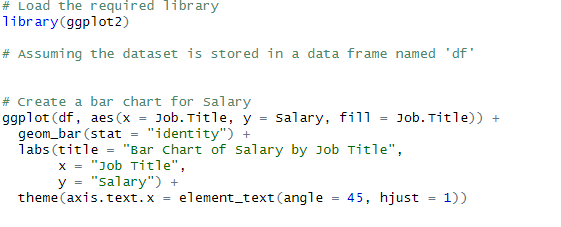 # Load the required library
library(ggplot2)
# Assuming the dataset is stored in a data frame named 'df'
# Create a bar chart for Salary
ggplot(df, aes(x = Job.Title, y = Salary, fill = Job.Title)) +
  geom_bar(stat = "identity") +
  labs(title = "Bar Chart of Salary by Job Title",
       x = "Job Title",
       y = "Salary") +
  theme(axis.text.x = element_text(angle = 45, hjust = 1))